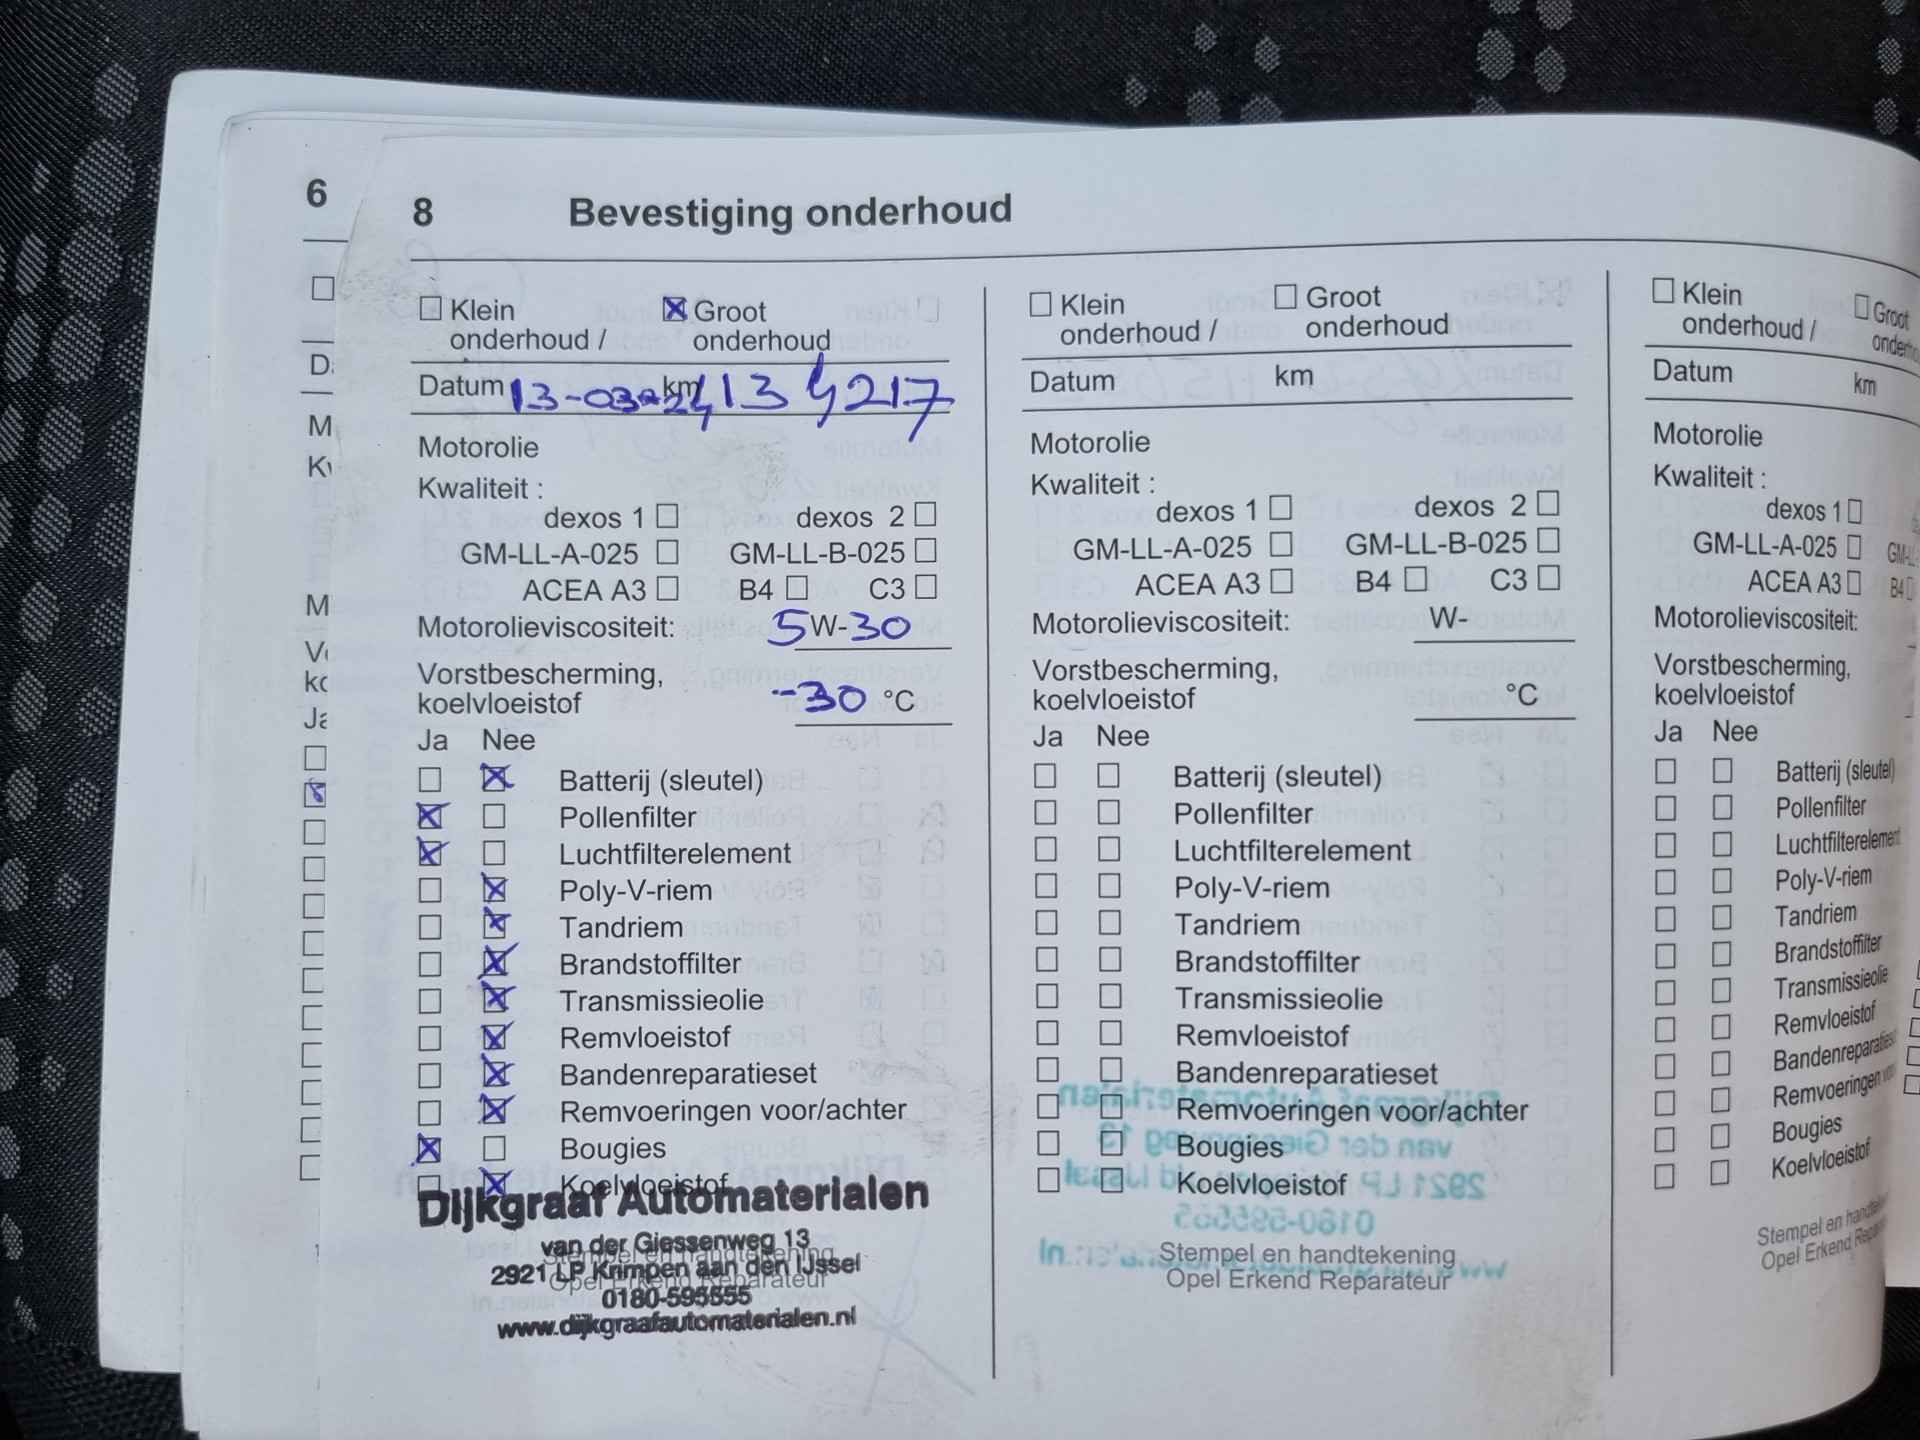 6
8 Bevestiging onderhoud
Klein onderhoud /
Groot onderhoud
Datum 13-03-24 km 134217
Motorolie
Kwaliteit :
dexos 1 dexos 2
GM-LL-A-025 GM-LL-B-025
ACEA A3 B4 C3
Motorolieviscositeit: 5W-30
Vorstbescherming,
koelvloeistof -30 °C
Ja Nee
Batterij (sleutel)
Pollenfilter
Luchtfilterelement
Poly-V-riem
Tandriem
Brandstoffilter
Transmissieolie
Remvloeistof
Bandenreparatieset
Remvoeringen voor/achter
Bougies
Koelvloeistof
Dijkgraaf Automaterialen
van der Giessenweg 13
Stempel en handtekening
2921 LP Krimpen aan den IJssel
Opel Erkend Reparateur
0180-595555
www.dijkgraafautomaterialen.nl
Klein onderhoud /
Groot onderhoud
Datum km
Motorolie
Kwaliteit :
dexos 1 dexos 2
GM-LL-A-025 GM-LL-B-025
ACEA A3 B4 C3
Motorolieviscositeit: W-
Vorstbescherming,
koelvloeistof °C
Ja Nee
Batterij (sleutel)
Pollenfilter
Luchtfilterelement
Poly-V-riem
Tandriem
Brandstoffilter
Transmissieolie
Remvloeistof
Bandenreparatieset
Remvoeringen voor/achter
Bougies
Koelvloeistof
Stempel en handtekening
Opel Erkend Reparateur
Klein onderhoud /
Groot
Datum km
Motorolie
Kwaliteit :
dexos 1
GM-LL-A-025
ACEA A3 B4
Motorolieviscositeit:
Vorstbescherming,
koelvloeistof
Ja Nee
Batterij (sleutel)
Pollenfilter
Luchtfilterelement
Poly-V-riem
Tandriem
Brandstoffilter
Transmissieolie
Remvloeistof
Bandenreparatieset
Remvoeringen
Bougies
Koelvloeistof
Stempel en
Opel Erkend